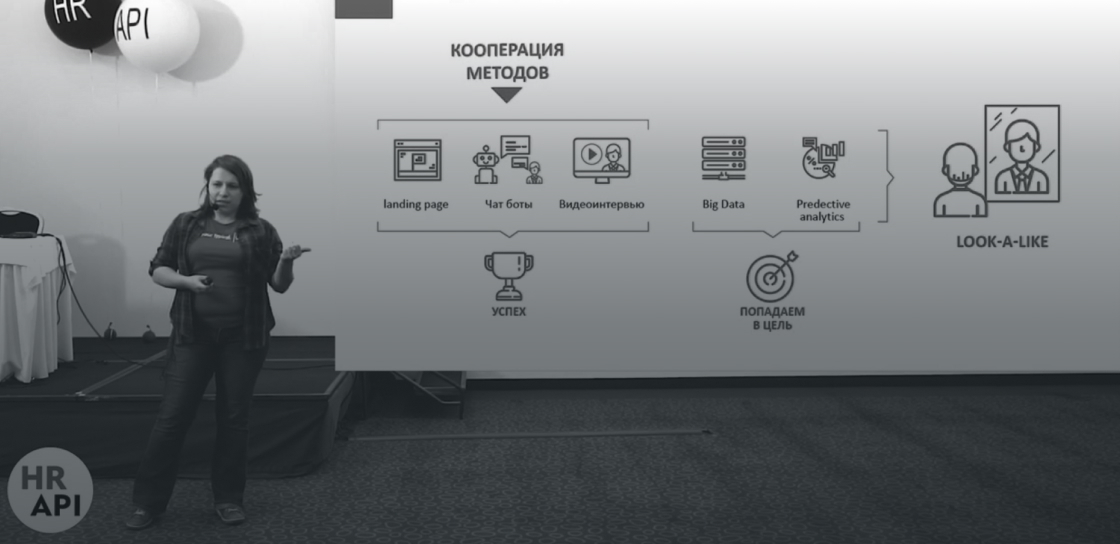 HR
API
КООПЕРАЦИЯ
МЕТОДОВ
landing page
Чат боты
Видеоинтервью
Big Data
Predective
analytics
LOOK-A-LIKE
УСПЕХ
ПОПАДАЕМ
В ЦЕЛЬ
HR
API